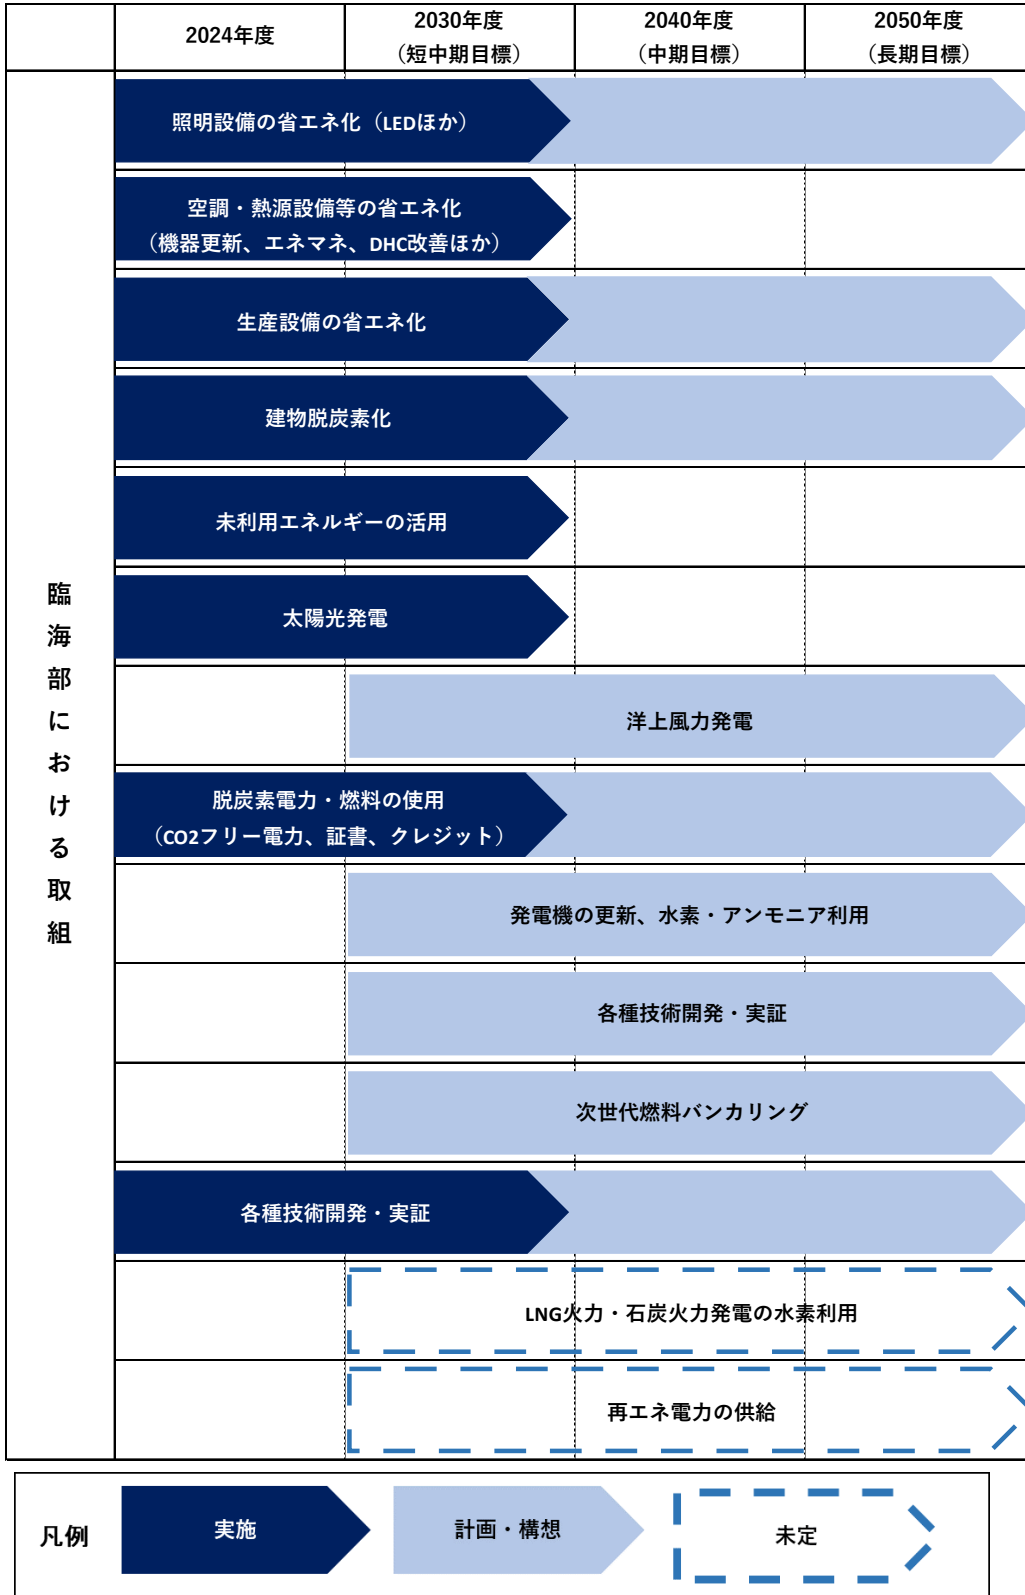 2024年度
2030年度
（短中期目標）
2040年度
（中期目標）
2050年度
（長期目標）
臨海部における取組
照明設備の省エネ化（LEDほか）
空調・熱源設備等の省エネ化
（機器更新、エネマネ、DHC改善ほか）
生産設備の省エネ化
建物脱炭素化
未利用エネルギーの活用
太陽光発電
洋上風力発電
脱炭素電力・燃料の使用
（CO2フリー電力、証書、クレジット）
発電機の更新、水素・アンモニア利用
各種技術開発・実証
次世代燃料バンカリング
各種技術開発・実証
LNG火力・石炭火力発電の水素利用
再エネ電力の供給
凡例
実施
計画・構想
未定